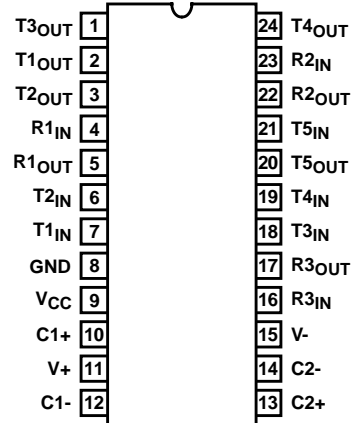 T3OUT 1 24 T4OUT
T1OUT 2 23 R2IN
T2OUT 3 22 R2OUT
R1IN 4 21 T5IN
R1OUT 5 20 T5OUT
T2IN 6 19 T4IN
T1IN 7 18 T3IN
GND 8 17 R3OUT
VCC 9 16 R3IN
C1+ 10 15 V-
V+ 11 14 C2-
C1- 12 13 C2+